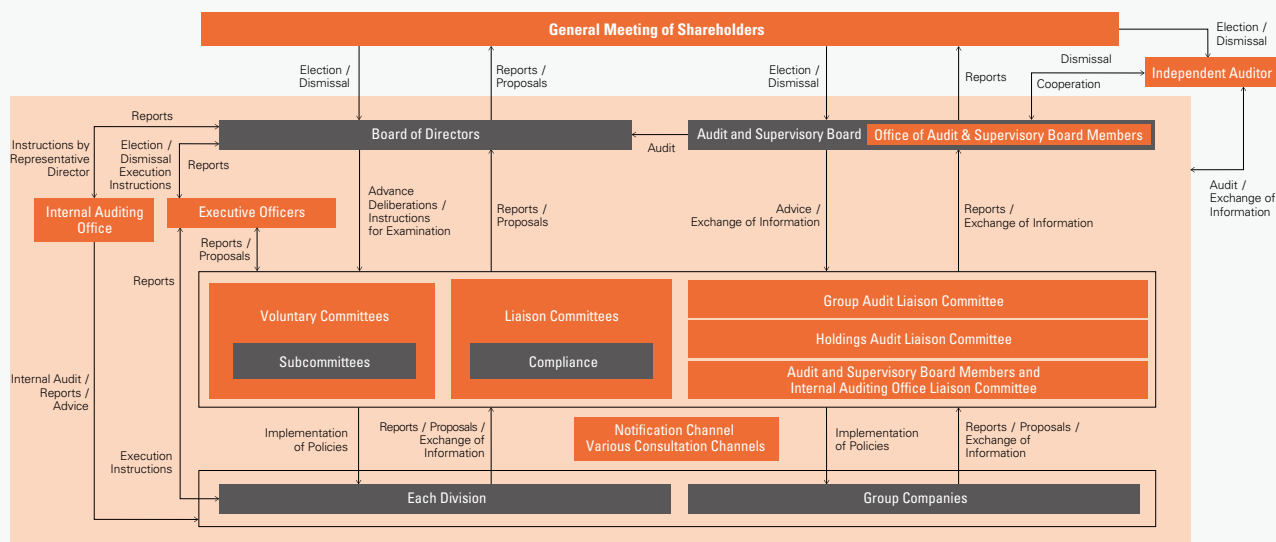 General Meeting of Shareholders
Election /
Dismissal
Election /
Dismissal
Reports /
Proposals
Election /
Dismissal
Reports
Dismissal
Cooperation
Independent Auditor
Reports
Board of Directors
Audit
Audit and Supervisory Board
Office of Audit & Supervisory Board Members
Instructions by
Representative
Director
Election /
Dismissal
Execution
Instructions
Reports
Audit /
Exchange of
Information
Internal Auditing
Office
Executive Officers
Advance
Deliberations /
Instructions
for Examination
Reports /
Proposals
Advice /
Exchange of Information
Reports /
Exchange of Information
Reports /
Proposals
Reports
Voluntary Committees
Subcommittees
Liaison Committees
Compliance
Group Audit Liaison Committee
Holdings Audit Liaison Committee
Audit and Supervisory Board Members and
Internal Auditing Office Liaison Committee
Internal Audit /
Reports /
Advice
Implementation
of Policies
Reports / Proposals /
Exchange of
Information
Notification Channel
Various Consultation Channels
Implementation
of Policies
Reports / Proposals /
Exchange of
Information
Execution
Instructions
Each Division
Group Companies